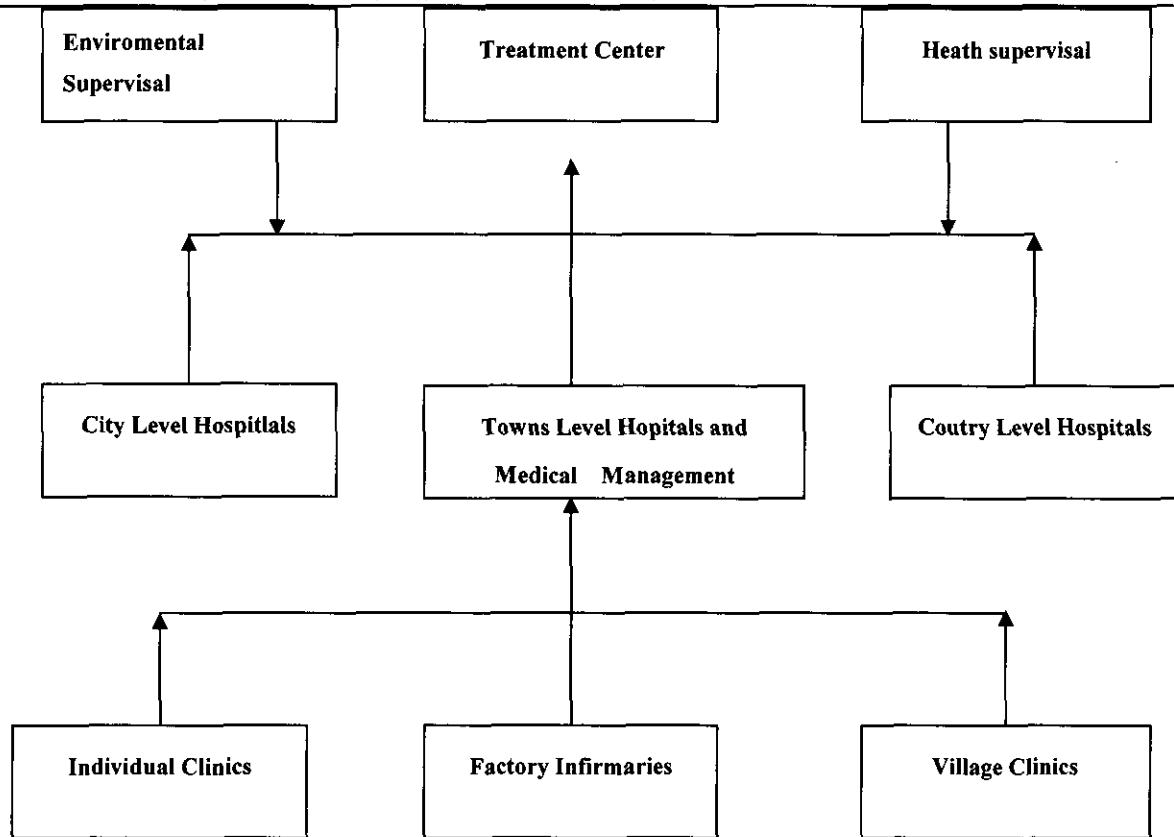 Enviromental
Supervisal
Treatment Center
Heath supervisal
City Level Hospitlals
Towns Level Hopitals and
Medical Management
Coutry Level Hospitals
Individual Clinics
Factory Infirmaries
Village Clinics